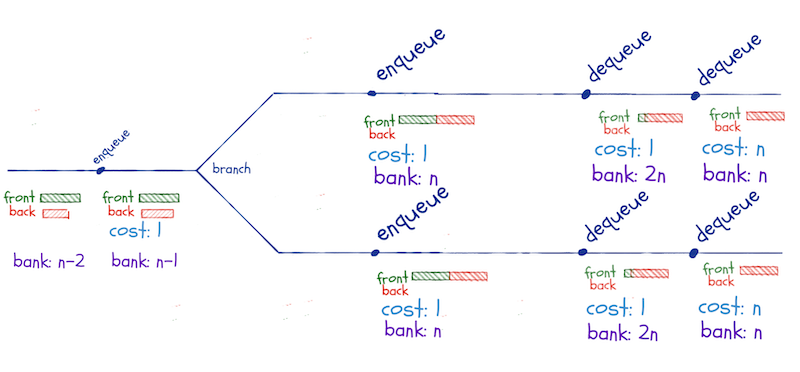 enqueue
dequeue
dequeue
front
back
cost: 1
bank: n
front
back
cost: 1
bank: 2n
front
back
cost: n
bank: n
enqueue
branch
front
back
bank: n-2
front
back
cost: 1
bank: n-1
enqueue
dequeue
dequeue
front
back
cost: 1
bank: n
front
back
cost: 1
bank: 2n
front
back
cost: n
bank: n